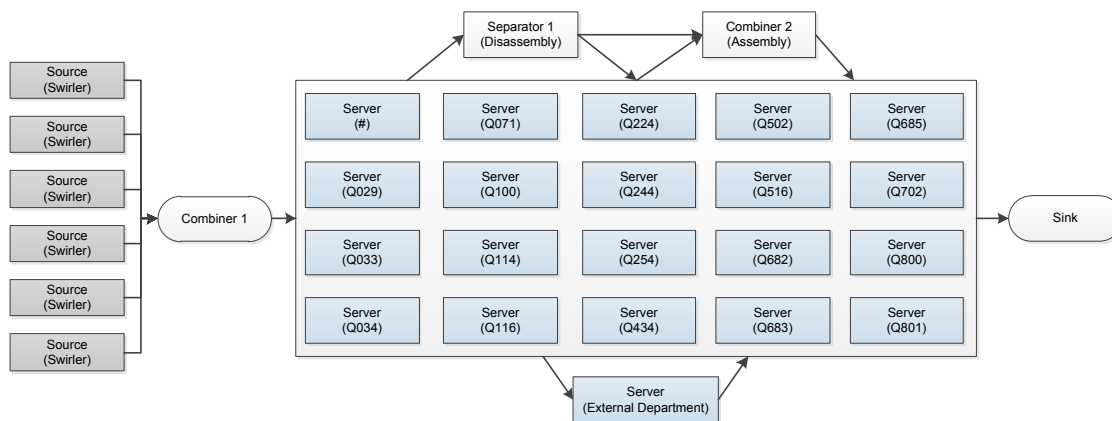 Separator 1
(Disassembly)
Combiner 2
(Assembly)
Source
(Swirler)
Source
(Swirler)
Source
(Swirler)
Source
(Swirler)
Source
(Swirler)
Source
(Swirler)
Combiner 1
Server
(#)
Server
(Q071)
Server
(Q224)
Server
(Q502)
Server
(Q685)
Server
(Q029)
Server
(Q100)
Server
(Q244)
Server
(Q516)
Server
(Q702)
Server
(Q033)
Server
(Q114)
Server
(Q254)
Server
(Q682)
Server
(Q800)
Server
(Q034)
Server
(Q116)
Server
(Q434)
Server
(Q683)
Server
(Q801)
Sink
Server
(External Department)